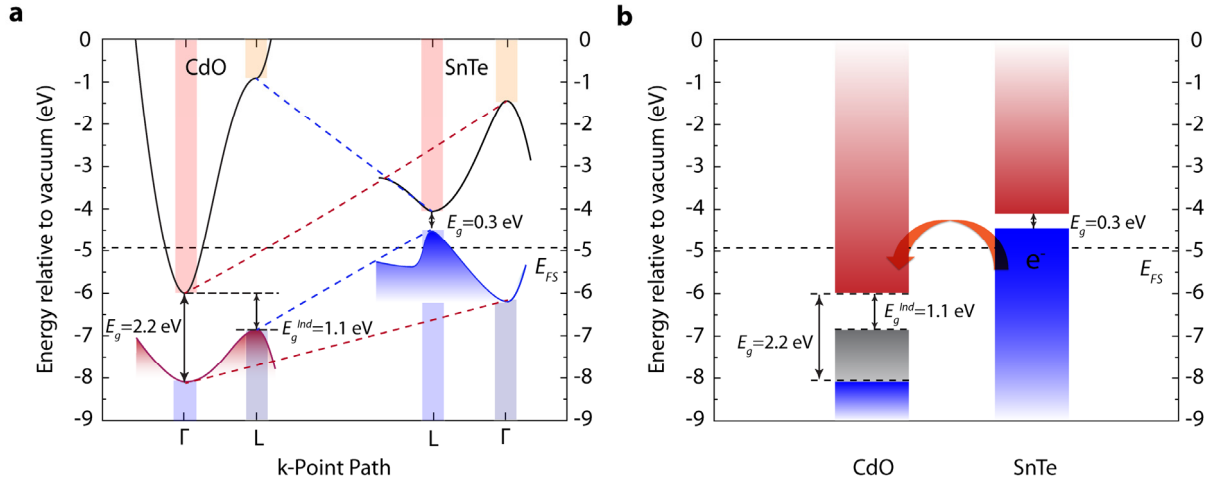 a
b
Energy relative to vacuum (eV)
0
-1
-2
-3
-4
-5
-6
-7
-8
-9
CdO
SnTe
E_g=0.3 eV
E_FS
E_g=2.2 eV
E_g^Ind=1.1 eV
0
-1
-2
-3
-4
-5
-6
-7
-8
-9
Γ
L
L
Γ
k-Point Path
Energy relative to vacuum (eV)
0
-1
-2
-3
-4
-5
-6
-7
-8
-9
E_g=0.3 eV
e-
E_FS
E_g^Ind=1.1 eV
E_g=2.2 eV
0
-1
-2
-3
-4
-5
-6
-7
-8
-9
CdO
SnTe